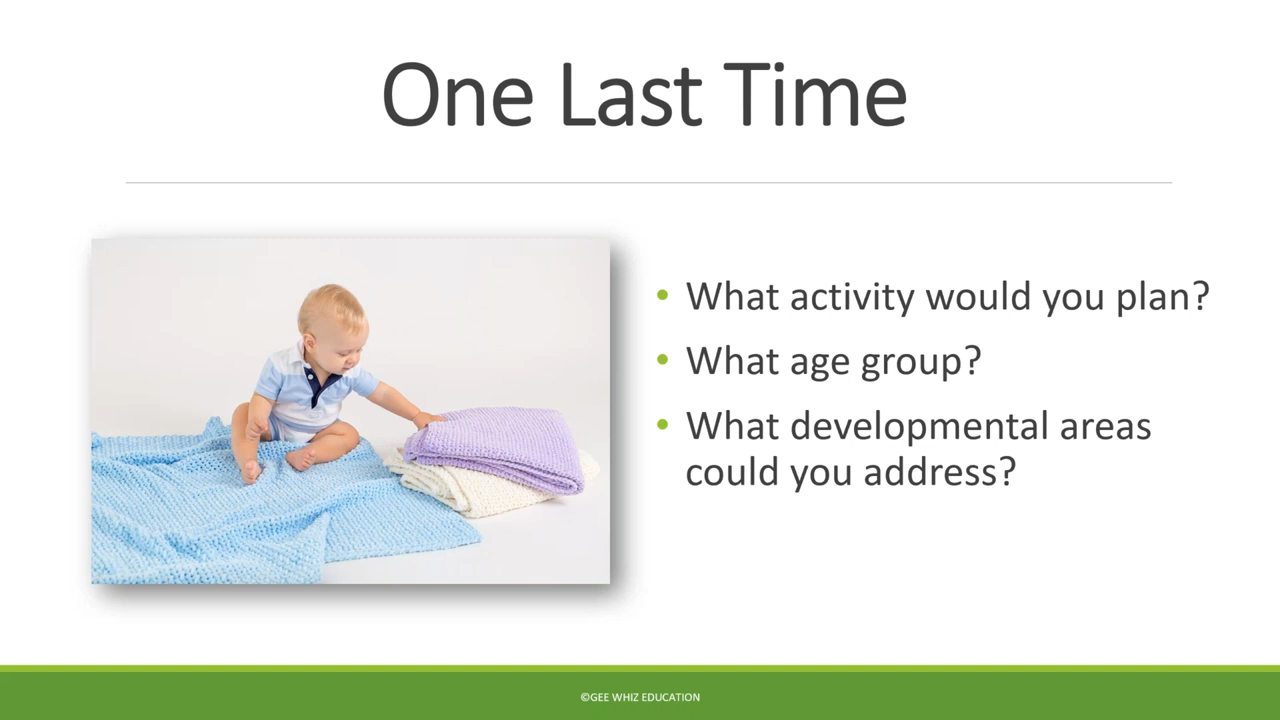 One Last Time
• What activity would you plan?
• What age group?
• What developmental areas
could you address?
©GEE WHIZ EDUCATION